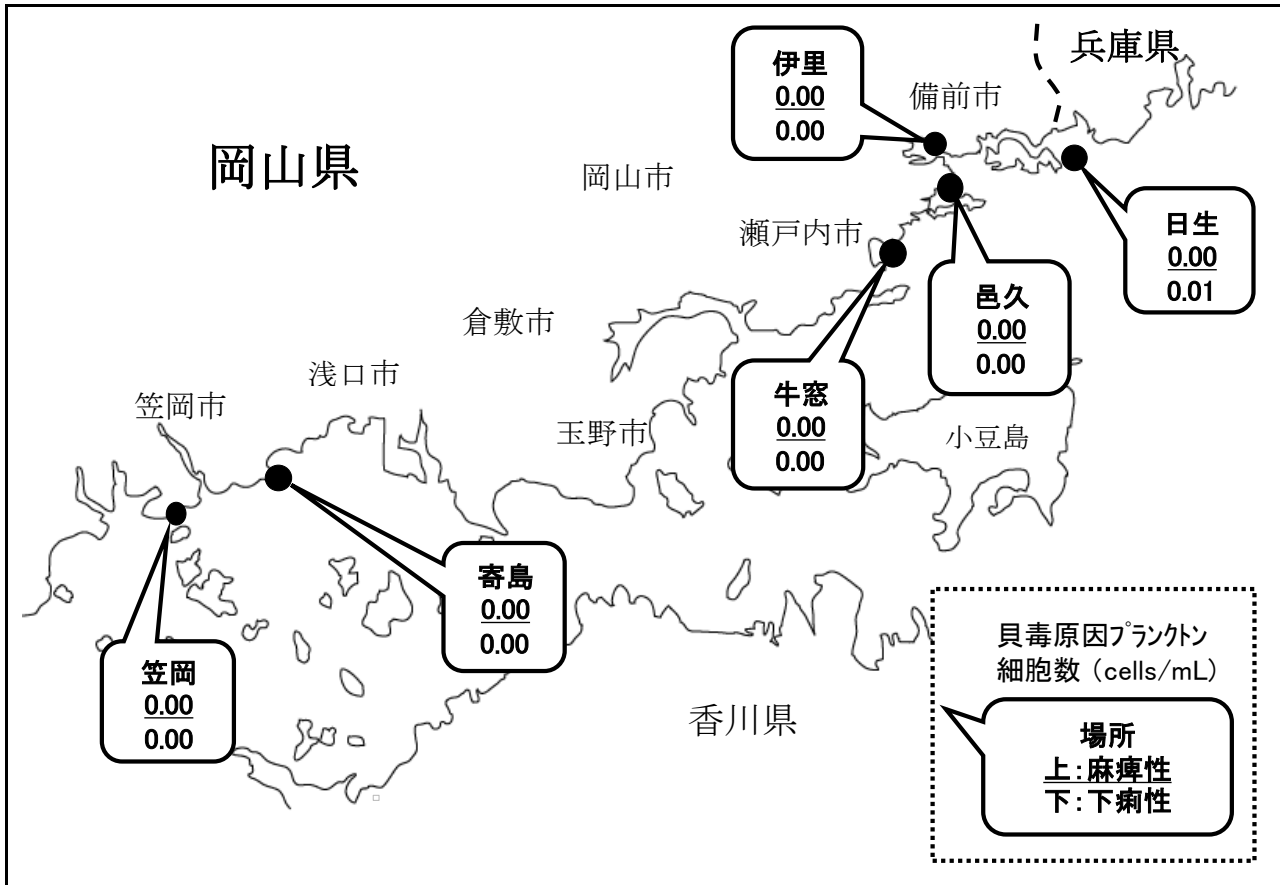 兵庫県
伊里
0.00
0.00
備前市
岡山県
岡山市
日生
0.00
0.01
瀬戸内市
邑久
0.00
0.00
倉敷市
浅口市
牛窓
0.00
0.00
笠岡市
玉野市
小豆島
寄島
0.00
0.00
笠岡
0.00
0.00
香川県
貝毒原因プランクトン
細胞数 (cells/mL)
場所
上:麻痺性
下:下痢性